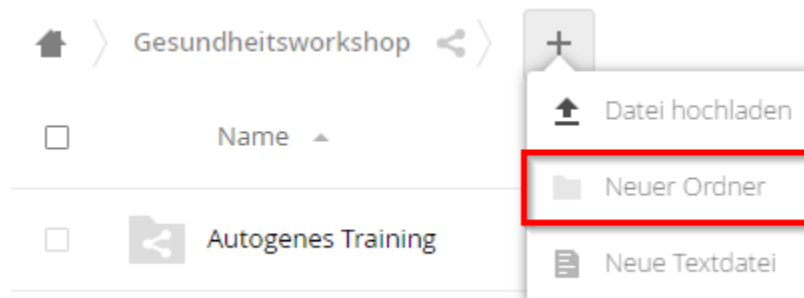 Gesundheitsworkshop
+
Datei hochladen
Name
Neuer Ordner
Autogenes Training
Neue Textdatei